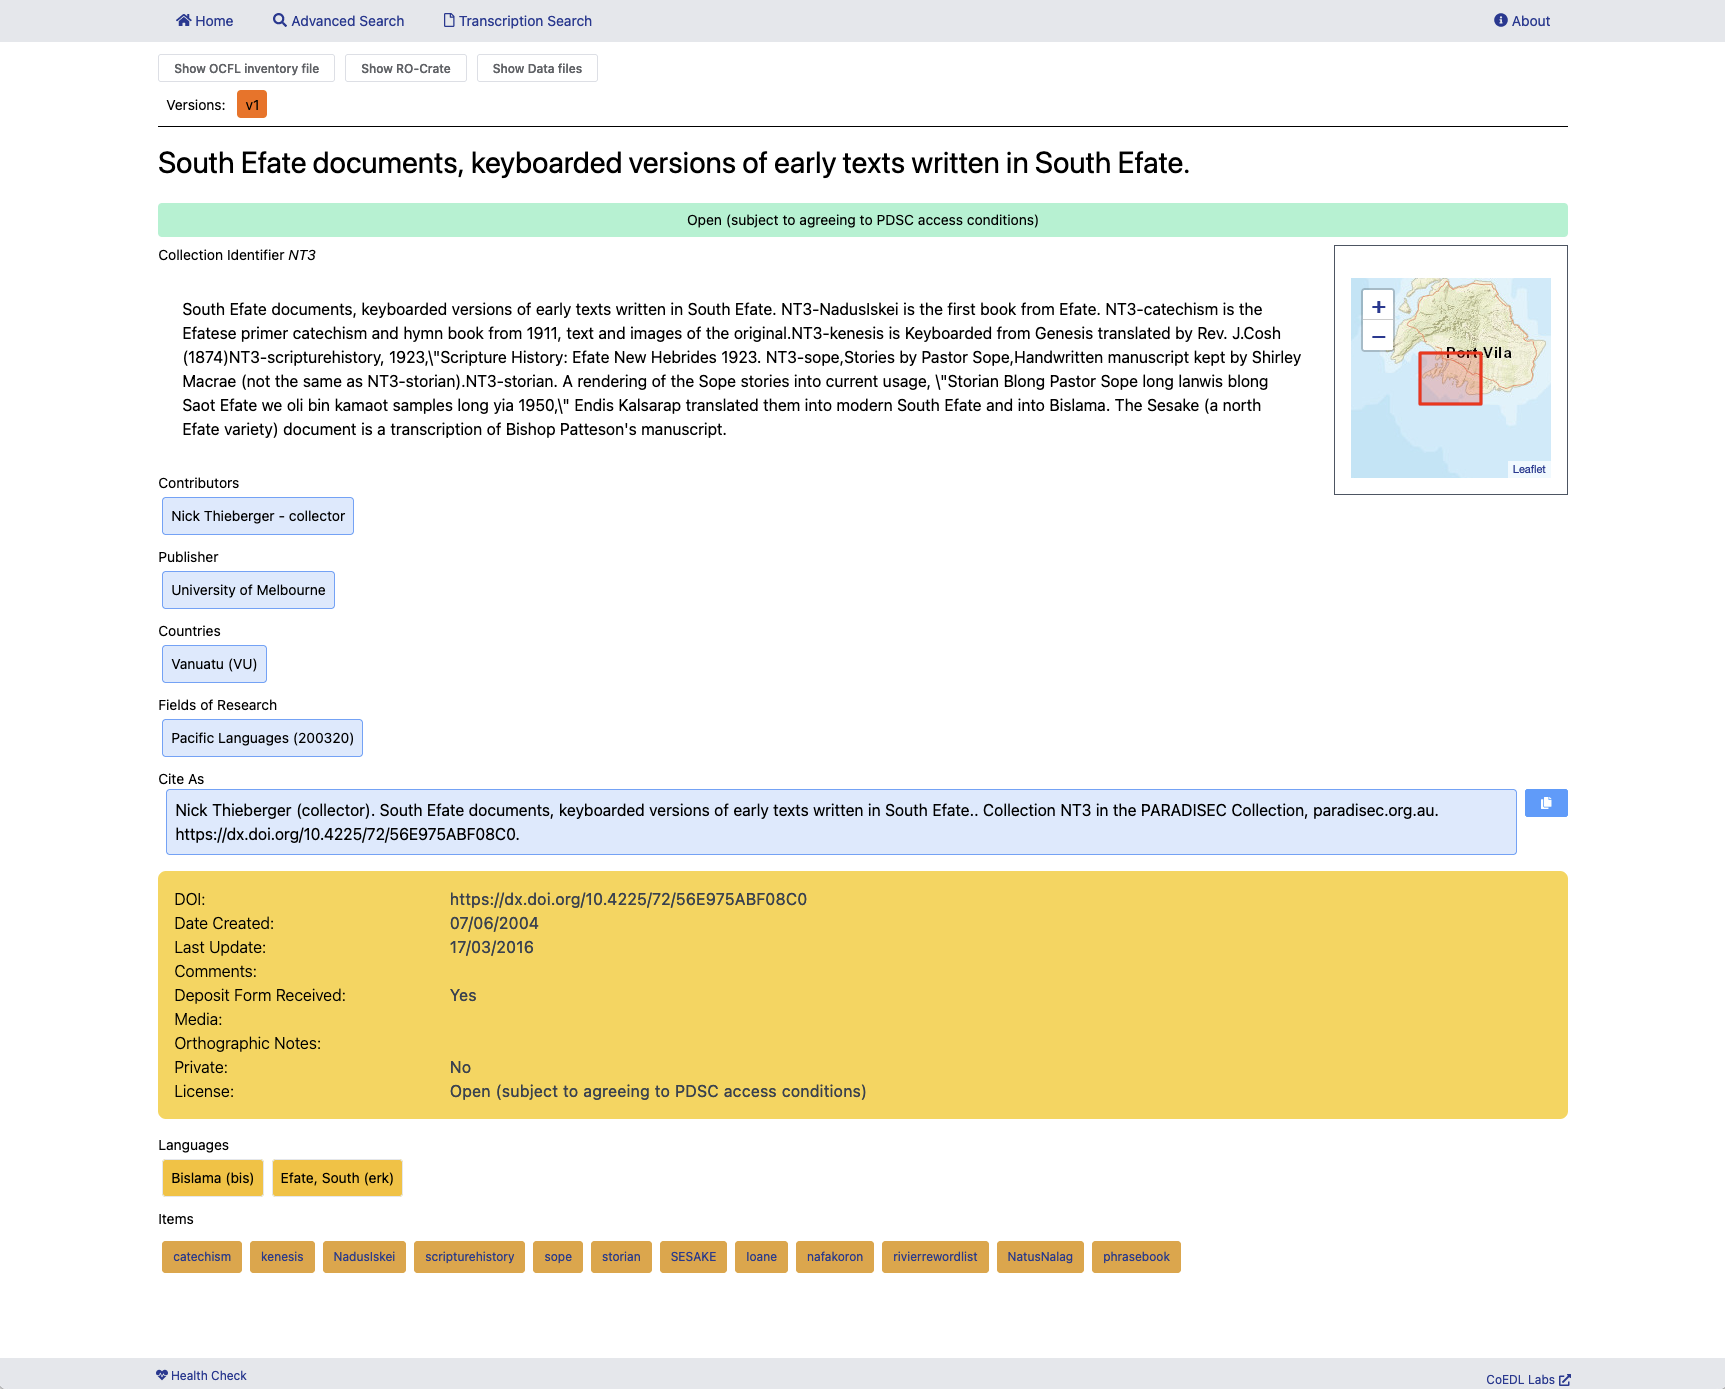 Home Advanced Search Transcription Search About
Show OCFL inventory file Show RO-Crate Show Data files
Versions: v1
South Efate documents, keyboarded versions of early texts written in South Efate.
Open (subject to agreeing to PDSC access conditions)
Collection Identifier NT3
South Efate documents, keyboarded versions of early texts written in South Efate. NT3-NadusIskei is the first book from Efate. NT3-catechism is the
Efatese primer catechism and hymn book from 1911, text and images of the original.NT3-kenesis is Keyboarded from Genesis translated by Rev. J.Cosh
(1874)NT3-scripturehistory, 1923,\"Scripture History: Efate New Hebrides 1923. NT3-sope,Stories by Pastor Sope,Handwritten manuscript kept by Shirley
Macrae (not the same as NT3-storian).NT3-storian. A rendering of the Sope stories into current usage, \"Storian Blong Pastor Sope long lanwis blong
Saot Efate we oli bin kamaot samples long yia 1950,\" Endis Kalsarap translated them into modern South Efate and into Bislama. The Sesake (a north
Efate variety) document is a transcription of Bishop Patteson's manuscript.
+
−
Port Vila
Leaflet
Contributors
Nick Thieberger - collector
Publisher
University of Melbourne
Countries
Vanuatu (VU)
Fields of Research
Pacific Languages (200320)
Cite As
Nick Thieberger (collector). South Efate documents, keyboarded versions of early texts written in South Efate.. Collection NT3 in the PARADISEC Collection, paradisec.org.au.
https://dx.doi.org/10.4225/72/56E975ABF08C0.
DOI: https://dx.doi.org/10.4225/72/56E975ABF08C0
Date Created: 07/06/2004
Last Update: 17/03/2016
Comments:
Deposit Form Received: Yes
Media:
Orthographic Notes:
Private: No
License: Open (subject to agreeing to PDSC access conditions)
Languages
Bislama (bis) Efate, South (erk)
Items
catechism kenesis NadusIskei scripturehistory sope storian SESAKE Ioane nafakoron rivierrewordlist NatusNalag phrasebook
Health Check CoEDL Labs